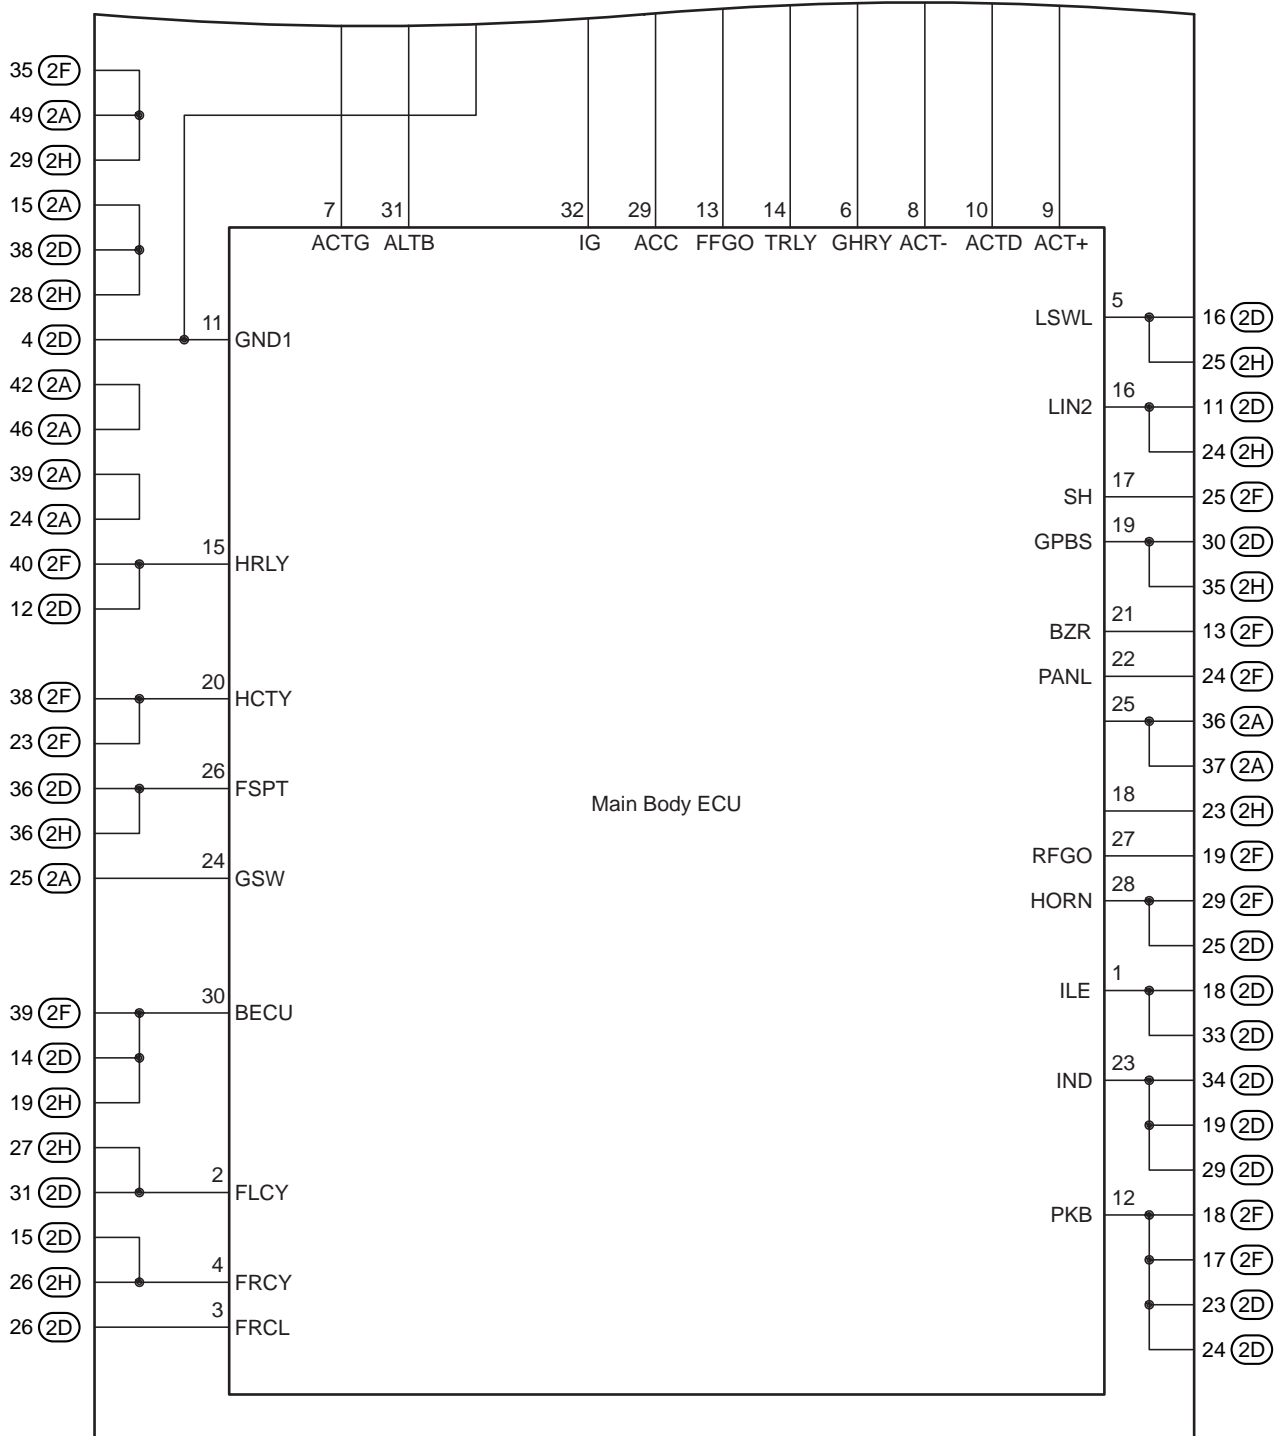 35 2F
49 2A
29 2H
15 2A
38 2D
28 2H
4 2D
42 2A
46 2A
39 2A
24 2A
40 2F
12 2D
38 2F
23 2F
36 2D
36 2H
25 2A
39 2F
14 2D
19 2H
27 2H
31 2D
15 2D
26 2H
26 2D
7 31 32 29 13 14 6 8 10 9
ACTG ALTB IG ACC FFGO TRLY GHRY ACT- ACTD ACT+
11 GND1
15 HRLY
20 HCTY
26 FSPT
24 GSW
30 BECU
2 FLCY
4 FRCY
3 FRCL
Main Body ECU
LSWL 5 16 2D
25 2H
LIN2 16 11 2D
24 2H
SH 17 25 2F
GPBS 19 30 2D
35 2H
BZR 21 13 2F
PANL 22 24 2F
25 36 2A
37 2A
18 23 2H
RFGO 27 19 2F
HORN 28 29 2F
25 2D
ILE 1 18 2D
33 2D
IND 23 34 2D
19 2D
29 2D
PKB 12 18 2F
17 2F
23 2D
24 2D